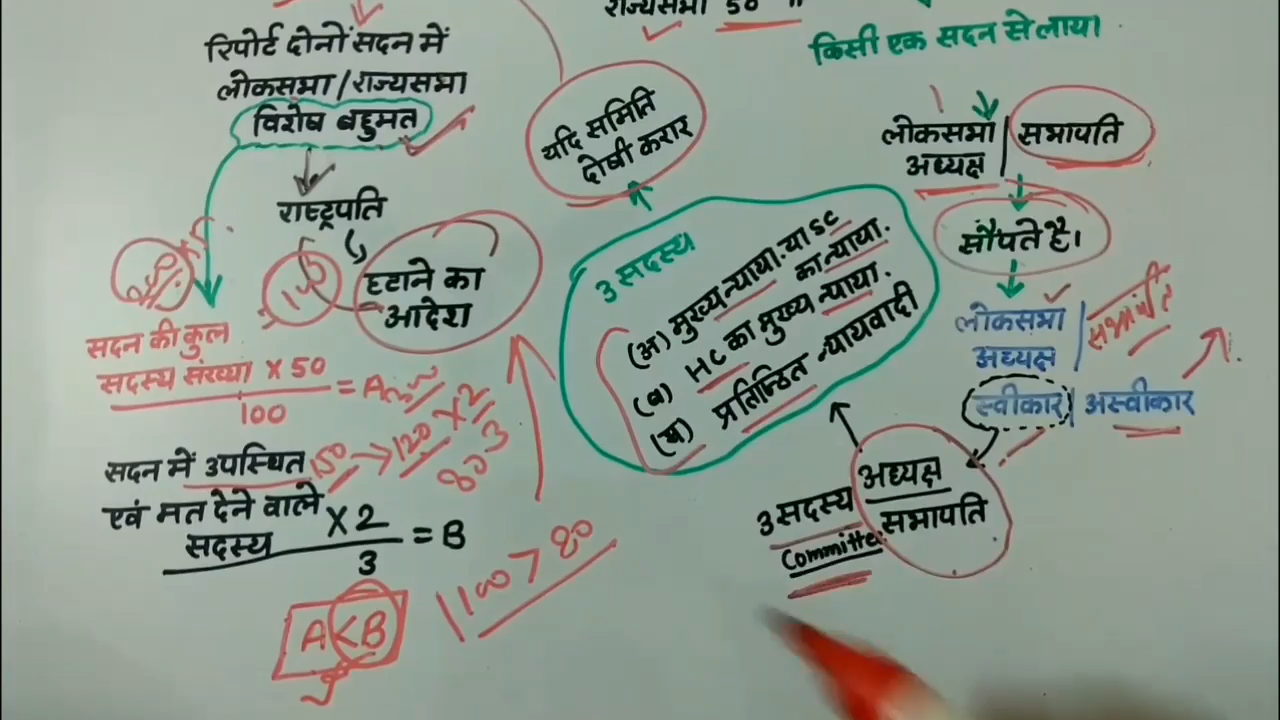 राज्यसभा 50
किसी एक सदन से लाया।
रिपोर्ट दोनों सदन में
लोकसभा / राज्यसभा
विशेष बहुमत
राष्ट्रपति
हटाने का
आदेश
सदन की कुल
सदस्य संख्या X 50
100
= A
सदन में उपस्थित
150 → 120 X 2
80 3
एवं मत देने वाले
सदस्य X 2
3
= B
A < B
100 > 80
यदि समिति
दोषी करार
3 सदस्य
(अ) मुख्य न्याया. या SC
का न्याया.
(ब) HC का मुख्य न्याया.
(स) प्रतिष्ठित न्यायवादी
लोकसभा | सभापति
अध्यक्ष
सौंपते है।
लोकसभा | सभापति
अध्यक्ष
स्वीकार | अस्वीकार
3 सदस्य अध्यक्ष
Committe सभापति